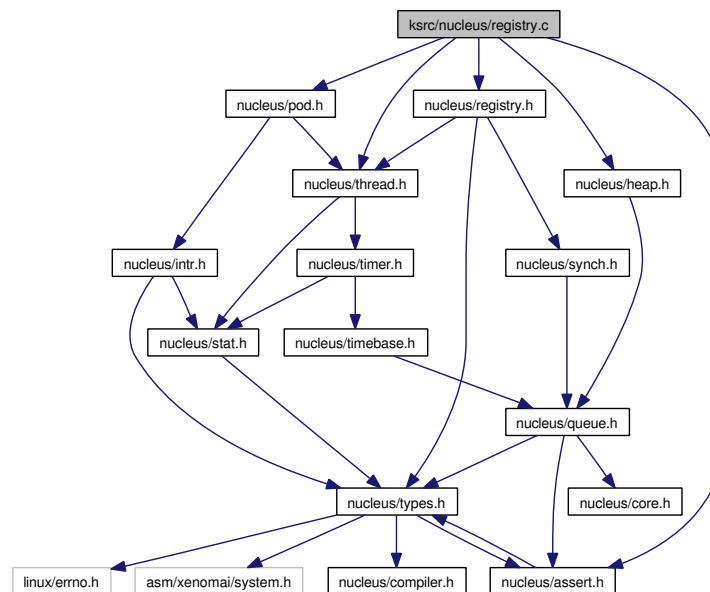 ksrc/nucleus/registry.c
nucleus/pod.h
nucleus/registry.h
nucleus/thread.h
nucleus/heap.h
nucleus/intr.h
nucleus/timer.h
nucleus/synch.h
nucleus/stat.h
nucleus/timebase.h
nucleus/queue.h
nucleus/types.h
nucleus/core.h
linux/errno.h
asm/xenomai/system.h
nucleus/compiler.h
nucleus/assert.h